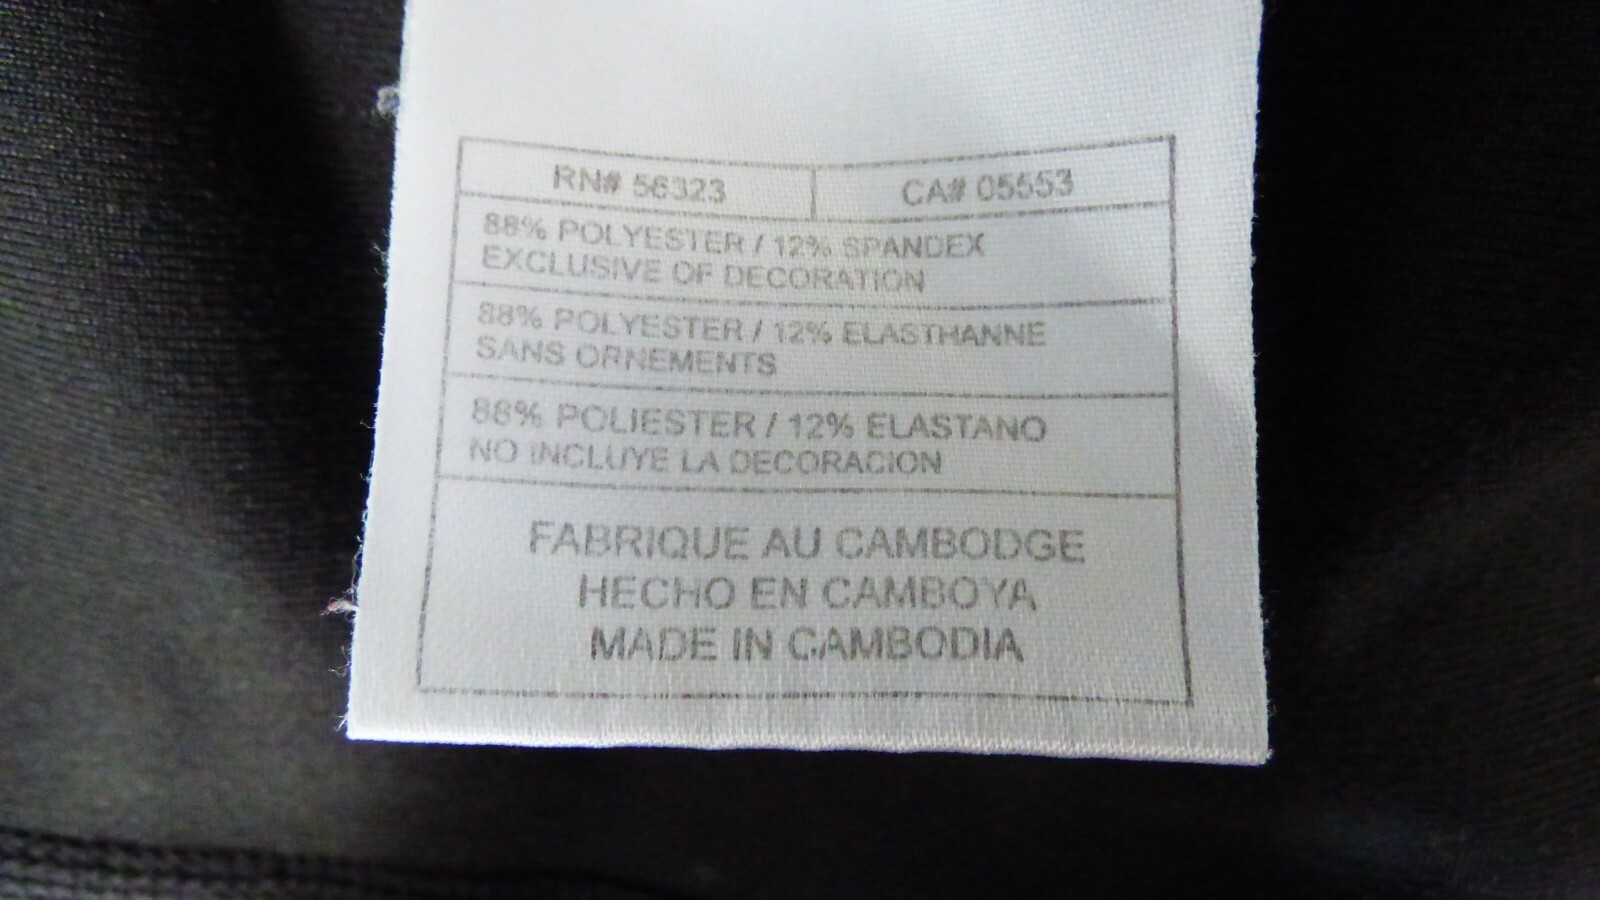 RN# 56323 CA# 05553
88% POLYESTER / 12% SPANDEX
EXCLUSIVE OF DECORATION
88% POLYESTER / 12% ELASTHANNE
SANS ORNEMENTS
88% POLIESTER / 12% ELASTANO
NO INCLUYE LA DECORACION
FABRIQUE AU CAMBODGE
HECHO EN CAMBOYA
MADE IN CAMBODIA